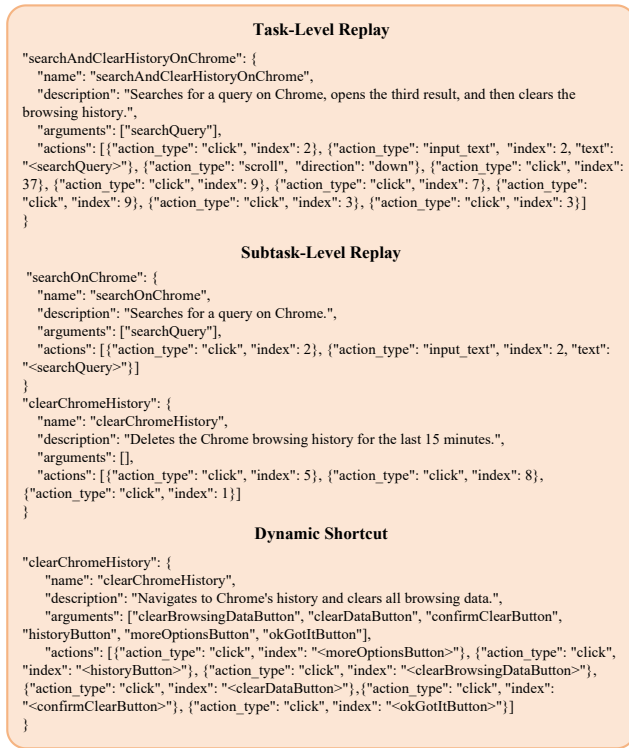 Task-Level Replay
"searchAndClearHistoryOnChrome": {
"name": "searchAndClearHistoryOnChrome",
"description": "Searches for a query on Chrome, opens the third result, and then clears the
browsing history.",
"arguments": ["searchQuery"],
"actions": [{"action_type": "click", "index": 2}, {"action_type": "input_text", "index": 2, "text":
"<searchQuery>"}, {"action_type": "scroll", "direction": "down"}, {"action_type": "click", "index":
37}, {"action_type": "click", "index": 9}, {"action_type": "click", "index": 7}, {"action_type":
"click", "index": 9}, {"action_type": "click", "index": 3}, {"action_type": "click", "index": 3}]
}
Subtask-Level Replay
"searchOnChrome": {
"name": "searchOnChrome",
"description": "Searches for a query on Chrome.",
"arguments": ["searchQuery"],
"actions": [{"action_type": "click", "index": 2}, {"action_type": "input_text", "index": 2, "text":
"<searchQuery>"}]
}
"clearChromeHistory": {
"name": "clearChromeHistory",
"description": "Deletes the Chrome browsing history for the last 15 minutes.",
"arguments": [],
"actions": [{"action_type": "click", "index": 5}, {"action_type": "click", "index": 8},
{"action_type": "click", "index": 1}]
}
Dynamic Shortcut
"clearChromeHistory": {
"name": "clearChromeHistory",
"description": "Navigates to Chrome's history and clears all browsing data.",
"arguments": ["clearBrowsingDataButton", "clearDataButton", "confirmClearButton",
"historyButton", "moreOptionsButton", "okGotItButton"],
"actions": [{"action_type": "click", "index": "<moreOptionsButton>"}, {"action_type": "click",
"index": "<historyButton>"}, {"action_type": "click", "index": "<clearBrowsingDataButton>"},
{"action_type": "click", "index": "<clearDataButton>"},{"action_type": "click", "index":
"<confirmClearButton>"}, {"action_type": "click", "index": "<okGotItButton>"}]
}